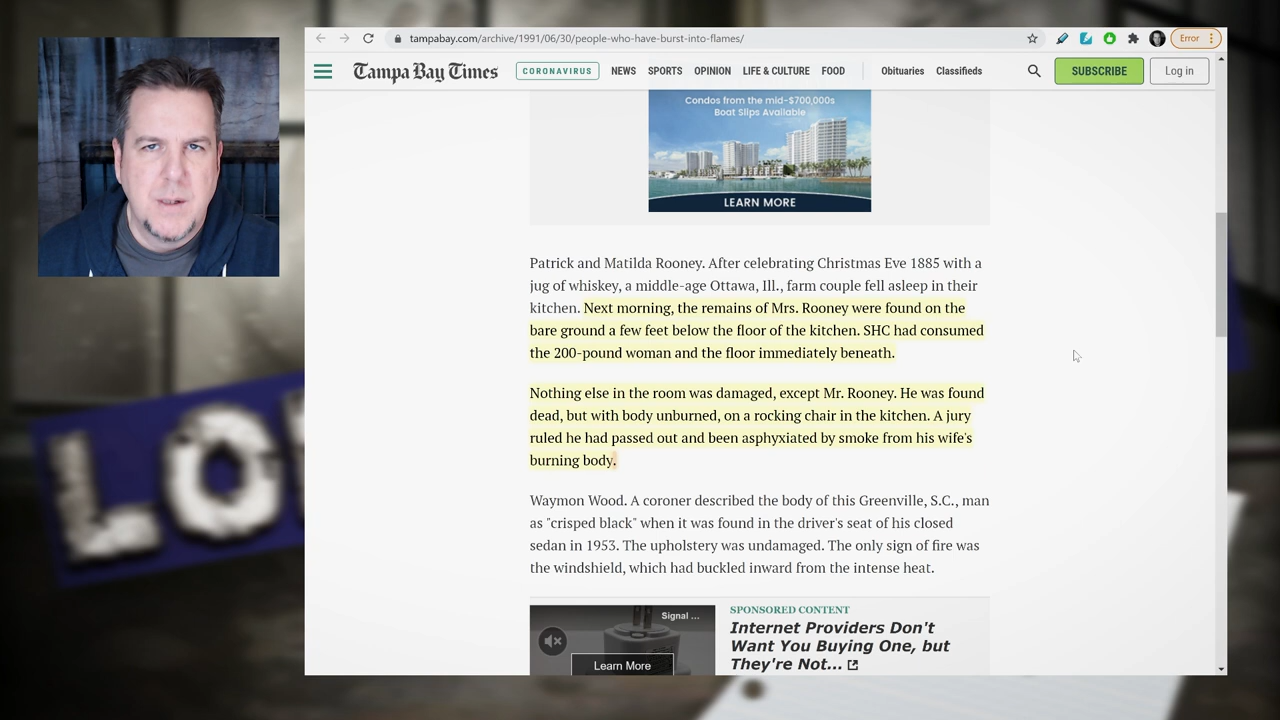 tampabay.com/archive/1991/06/30/people-who-have-burst-into-flames/
Error
Tampa Bay Times
CORONAVIRUS
NEWS
SPORTS
OPINION
LIFE & CULTURE
FOOD
Obituaries
Classifieds
SUBSCRIBE
Log in
Condos from the mid-$700,000s
Boat Slips Available
LEARN MORE
Patrick and Matilda Rooney. After celebrating Christmas Eve 1885 with a
jug of whiskey, a middle-age Ottawa, Ill., farm couple fell asleep in their
kitchen. Next morning, the remains of Mrs. Rooney were found on the
bare ground a few feet below the floor of the kitchen. SHC had consumed
the 200-pound woman and the floor immediately beneath.
Nothing else in the room was damaged, except Mr. Rooney. He was found
dead, but with body unburned, on a rocking chair in the kitchen. A jury
ruled he had passed out and been asphyxiated by smoke from his wife's
burning body.
Waymon Wood. A coroner described the body of this Greenville, S.C., man
as "crisped black" when it was found in the driver's seat of his closed
sedan in 1953. The upholstery was undamaged. The only sign of fire was
the windshield, which had buckled inward from the intense heat.
Signal ...
Learn More
SPONSORED CONTENT
Internet Providers Don't
Want You Buying One, but
They're Not...
LO